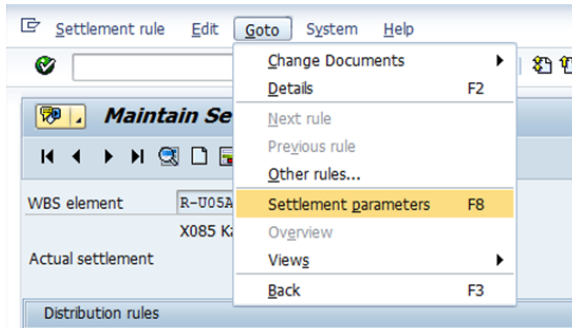 Settlement rule Edit Goto System Help
Change Documents
Details F2
Next rule
Previous rule
Other rules...
Maintain Se
WBS element R-U05A
Settlement parameters F8
X085 Ka
Overview
Actual settlement
Views
Back F3
Distribution rules